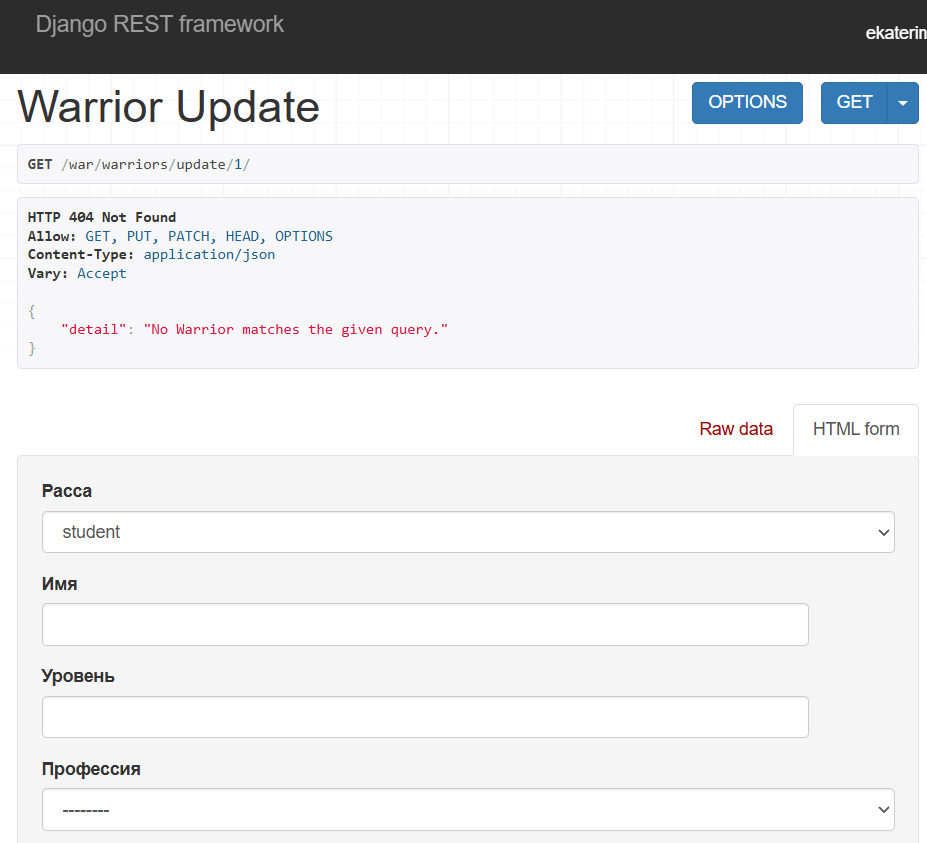 Django REST framework
ekaterin
Warrior Update
OPTIONS
GET
GET /war/warriors/update/1/
HTTP 404 Not Found
Allow: GET, PUT, PATCH, HEAD, OPTIONS
Content-Type: application/json
Vary: Accept
{
"detail": "No Warrior matches the given query."
}
Raw data
HTML form
Расса
student
Имя
Уровень
Профессия
--------